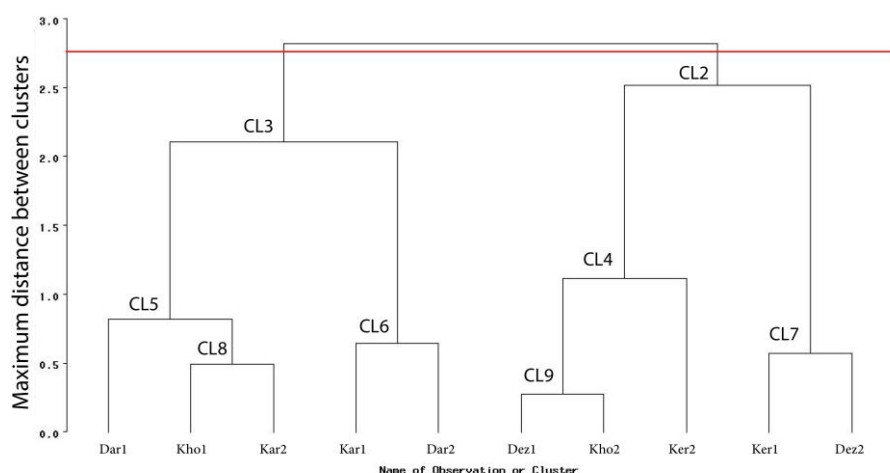 Maximum distance between clusters
3.0
2.5
2.0
1.5
1.0
0.5
0.0
CL2
CL3
CL4
CL5
CL6
CL7
CL8
CL9
Dar1 Kho1 Kar2 Kar1 Dar2 Dez1 Kho2 Ker2 Ker1 Dez2
Name of Observation or Cluster